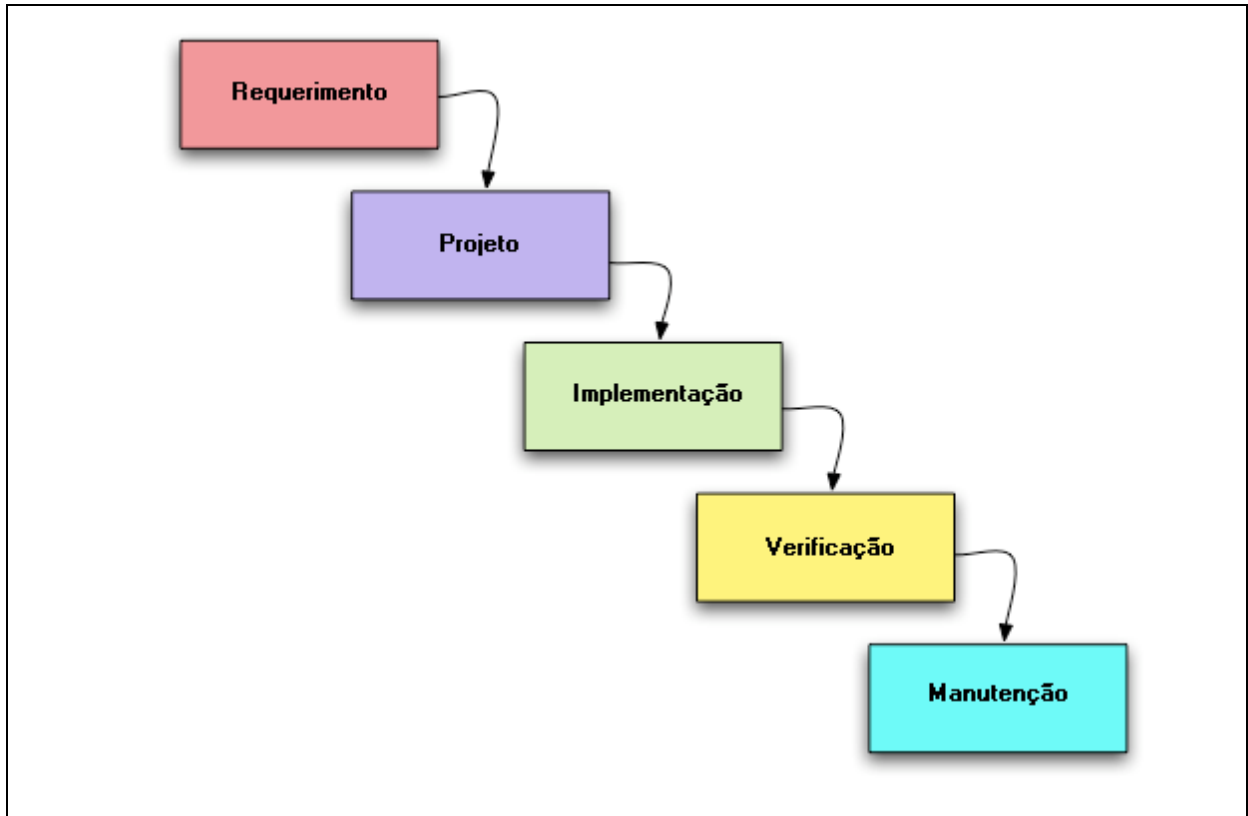 Requerimento
Projeto
Implementação
Verificação
Manutenção